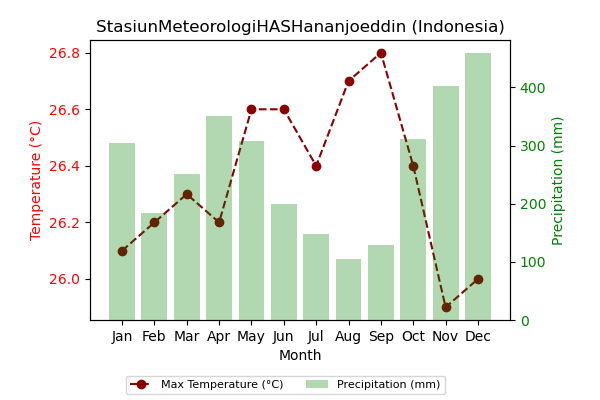 StasiunMeteorologiHASHananjoeddin (Indonesia)
26.8
26.6
26.4
26.2
26.0
Temperature (°C)
400
300
200
100
0
Precipitation (mm)
Jan Feb Mar Apr May Jun Jul Aug Sep Oct Nov Dec
Month
Max Temperature (°C) Precipitation (mm)